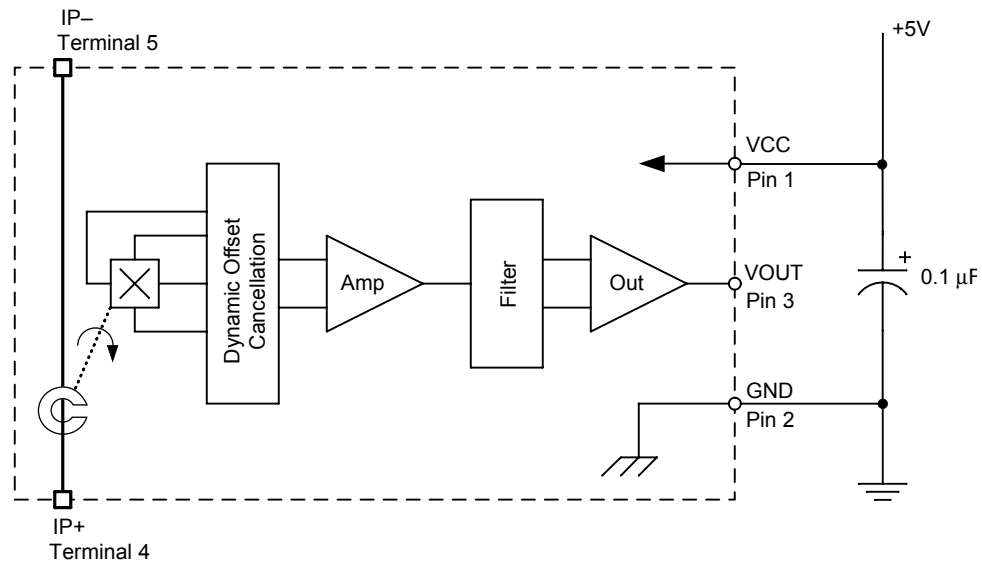 IP–
Terminal 5
+5V
VCC
Pin 1
Dynamic Offset
Cancellation
Amp
Filter
Out
VOUT
Pin 3
+
0.1 μF
GND
Pin 2
IP+
Terminal 4